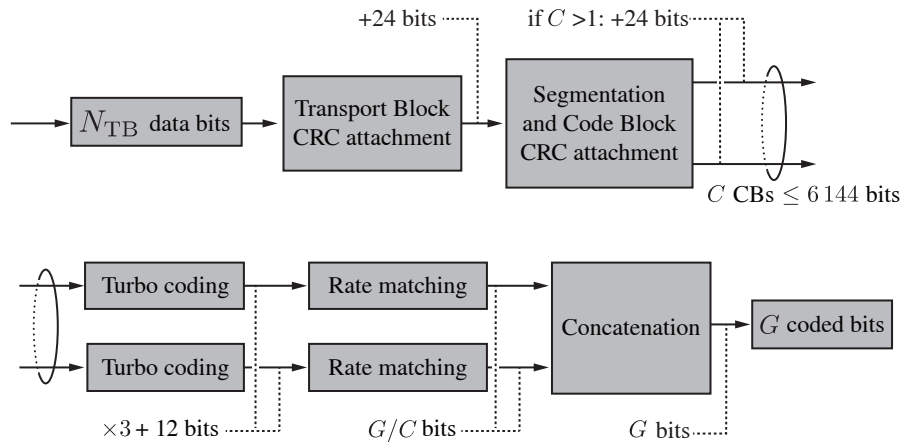 +24 bits
if C >1: +24 bits
N_TB data bits
Transport Block
CRC attachment
Segmentation
and Code Block
CRC attachment
C CBs ≤ 6 144 bits
Turbo coding
Rate matching
Concatenation
G coded bits
Turbo coding
Rate matching
×3 + 12 bits
G/C bits
G bits